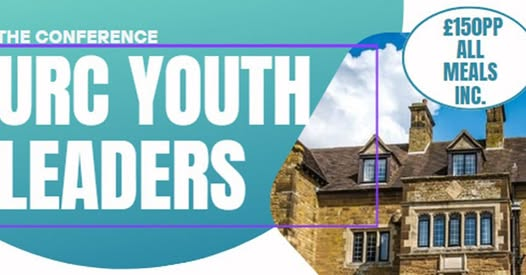 THE CONFERENCE
URC YOUTH
LEADERS
£150PP
ALL
MEALS
INC.